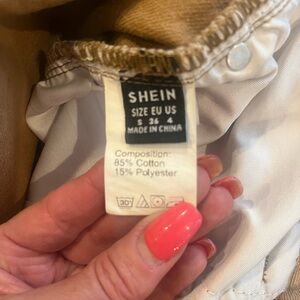 SHEIN
SIZE EU US
S 36 4
MADE IN CHINA
Composition:
85% Cotton
15% Polyester
30°